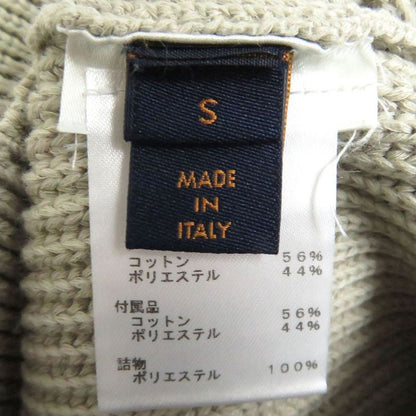 S
MADE
IN
ITALY
コットン 56%
ポリエステル 44%
付属品
コットン 56%
ポリエステル 44%
詰物
ポリエステル 100%